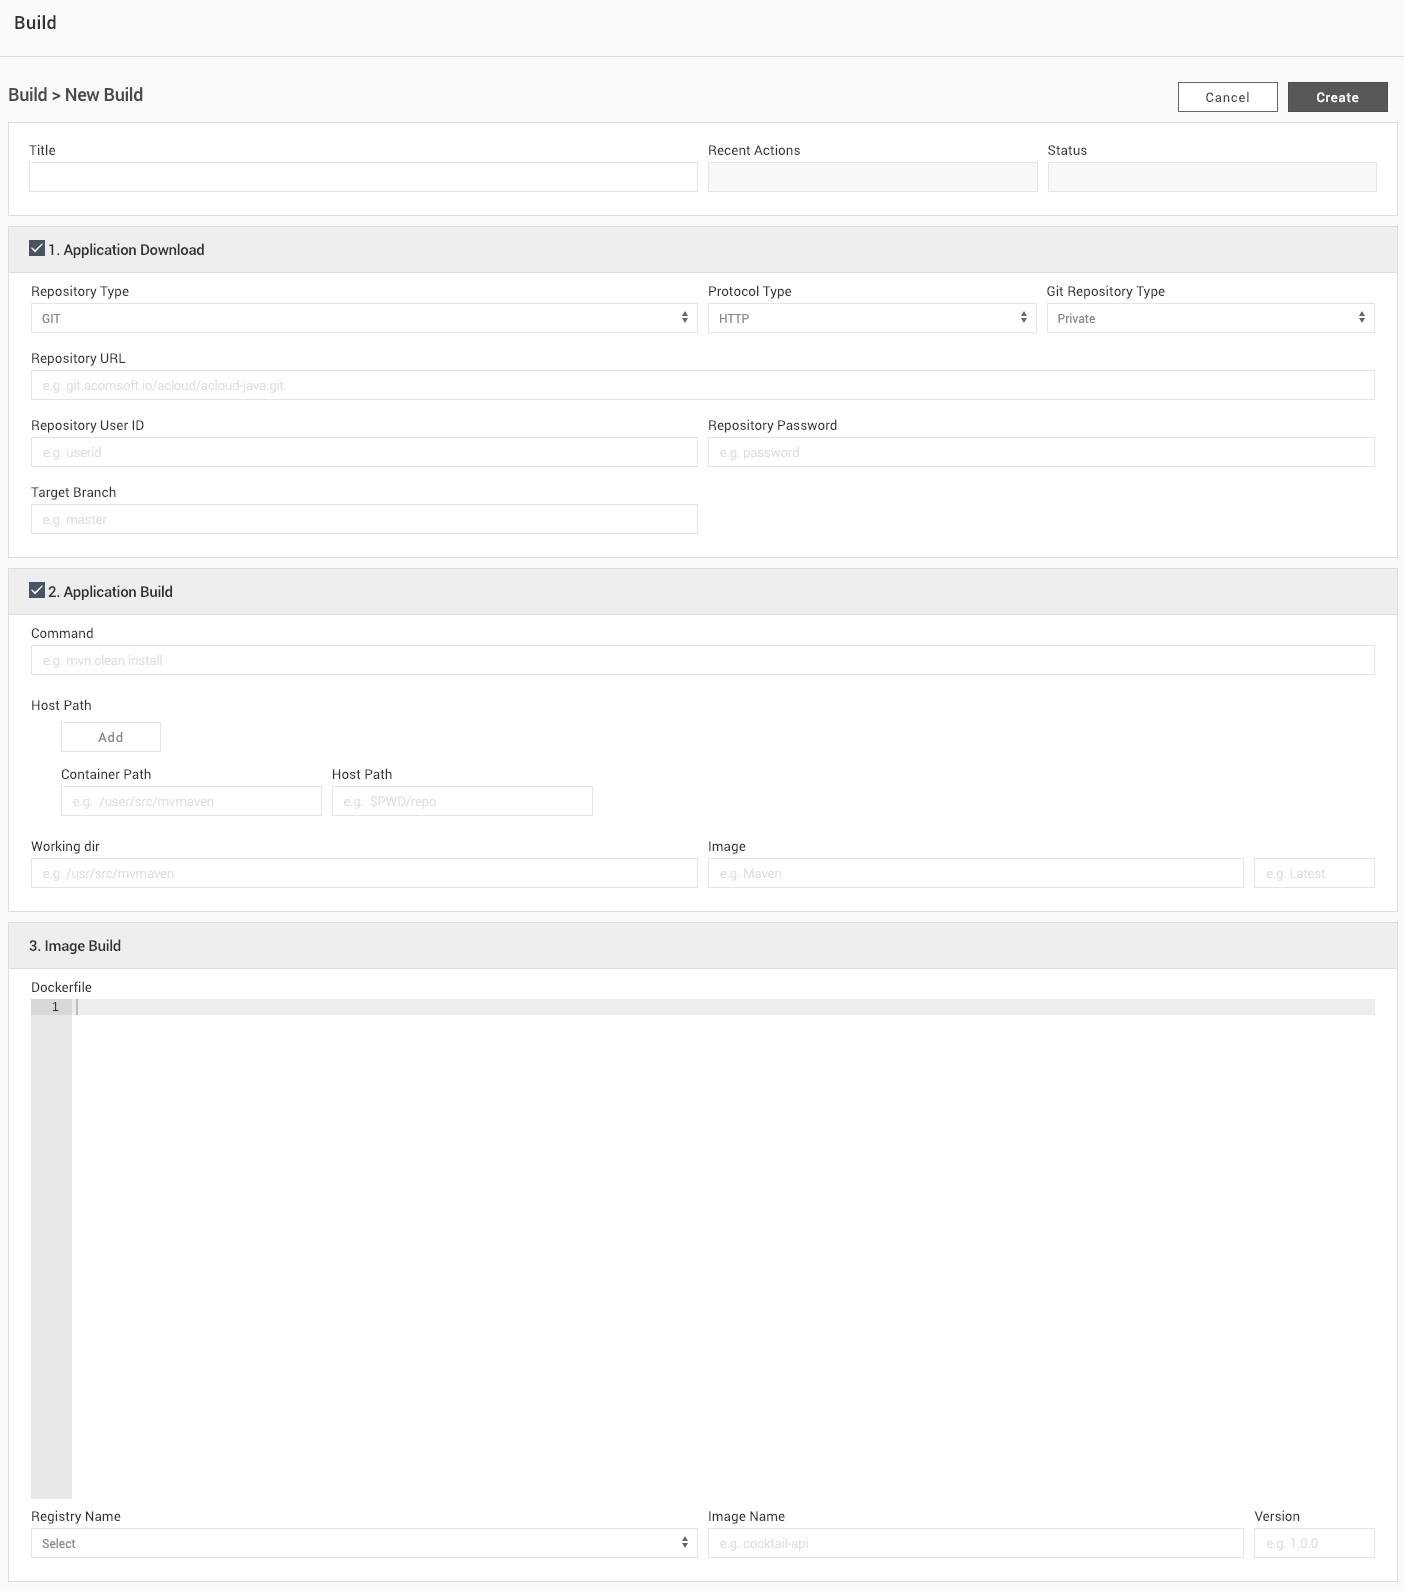 Build
Build > New Build
Cancel
Create
Title
Recent Actions
Status
1. Application Download
Repository Type
Protocol Type
Git Repository Type
GIT
HTTP
Private
Repository URL
e.g. git.acornsoft.io/acloud/acloud-java.git
Repository User ID
Repository Password
e.g. userid
e.g. password
Target Branch
e.g. master
2. Application Build
Command
e.g. mvn clean install
Host Path
Add
Container Path
Host Path
e.g. /user/src/mvmaven
e.g. $PWD/repo
Working dir
Image
e.g. /usr/src/mvmaven
e.g. Maven
e.g. Latest
3. Image Build
Dockerfile
1
Registry Name
Image Name
Version
Select
e.g. cocktail-api
e.g. 1.0.0